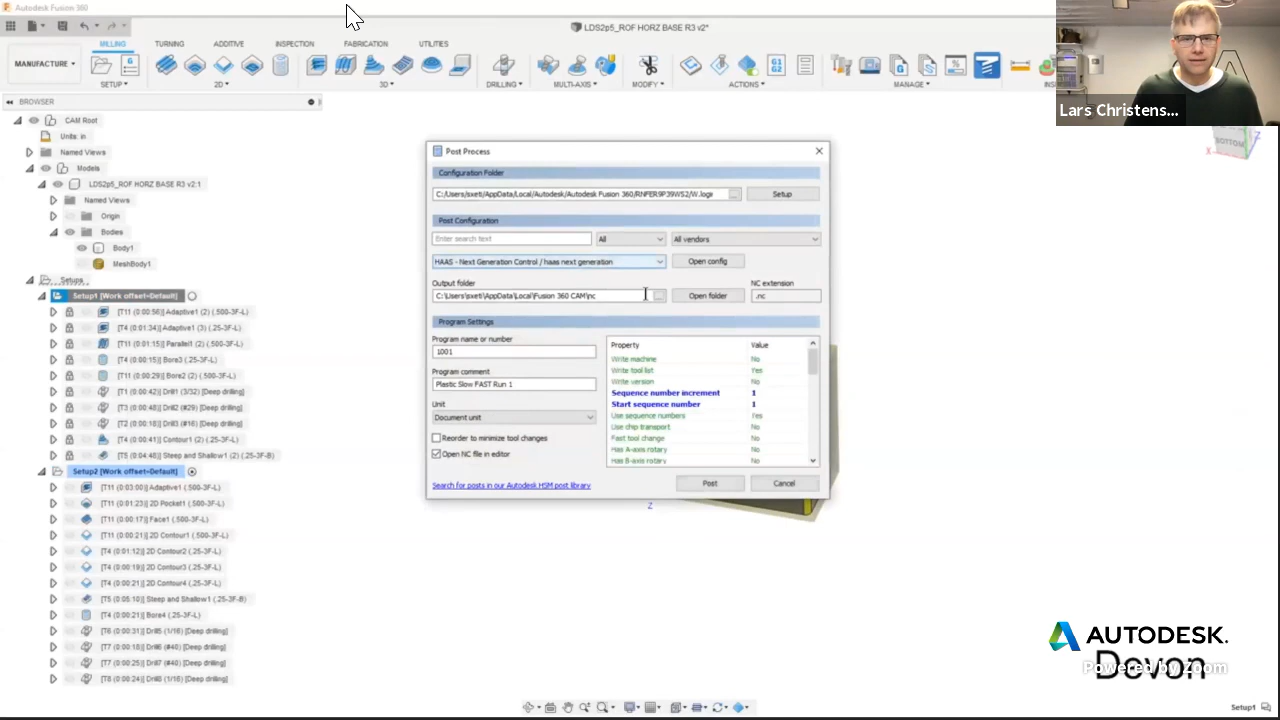 Autodesk Fusion 360
LDS2p5_ROF HORZ BASE R3 v2*
MANUFACTURE
MILLING
TURNING
ADDITIVE
INSPECTION
FABRICATION
UTILITIES
SETUP
2D
3D
DRILLING
MULTI-AXIS
MODIFY
ACTIONS
MANAGE
Lars Christens...
BOTTOM
X
Z
BROWSER
CAM Root
Units: in
Named Views
Models
LDS2p5_ROF HORZ BASE R3 v2:1
Named Views
Origin
Bodies
Body1
MeshBody1
Setups
Setup1 [Work offset=Default]
[T11 (0:00:56)] Adaptive1 (2) (.500-3F-L)
[T4 (0:01:34)] Adaptive1 (3) (.25-3F-L)
[T11 (0:01:15)] Parallel1 (2) (.500-3F-L)
[T4 (0:00:15)] Bore3 (.25-3F-L)
[T11 (0:00:29)] Bore2 (2) (.500-3F-L)
[T1 (0:00:42)] Drill1 (3/32) [Deep drilling]
[T3 (0:00:48)] Drill2 (#29) [Deep drilling]
[T2 (0:00:18)] Drill3 (#16) [Deep drilling]
[T4 (0:00:41)] Contour1 (2) (.25-3F-L)
[T5 (0:04:48)] Steep and Shallow1 (2) (.25-3F-B)
Setup2 [Work offset=Default]
[T11 (0:03:00)] Adaptive1 (.500-3F-L)
[T11 (0:01:23)] 2D Pocket1 (.500-3F-L)
[T11 (0:00:17)] Face1 (.500-3F-L)
[T11 (0:00:21)] 2D Contour1 (.500-3F-L)
[T4 (0:01:12)] 2D Contour2 (.25-3F-L)
[T4 (0:00:19)] 2D Contour3 (.25-3F-L)
[T4 (0:00:21)] 2D Contour4 (.25-3F-L)
[T5 (0:05:10)] Steep and Shallow1 (.25-3F-B)
[T4 (0:00:21)] Bore4 (.25-3F-L)
[T6 (0:00:31)] Drill5 (1/16) [Deep drilling]
[T7 (0:00:18)] Drill6 (#40) [Deep drilling]
[T7 (0:00:25)] Drill7 (#40) [Deep drilling]
[T8 (0:00:24)] Drill8 (1/16) [Deep drilling]
Post Process
Configuration Folder
Setup
Post Configuration
Enter search text
All
All vendors
HAAS - Next Generation Control / haas next generation
Open config
Output folder
NC extension
C:\Users\sxeti\AppData\Local\Fusion 360 CAM\nc
Open folder
.nc
Program Settings
Program name or number
1001
Program comment
Plastic Slow FAST Run 1
Unit
Document unit
Reorder to minimize tool changes
Open NC file in editor
Property Value
Write machine No
Write tool list Yes
Write version No
Sequence number increment 1
Start sequence number 1
Use sequence numbers Yes
Use chip transport No
Fast tool change No
Has A-axis rotary No
Has B-axis rotary No
Search for posts in our Autodesk HSM post library
Post
Cancel
Z
AUTODESK.
Devon
Powered by Zoom
Setup1